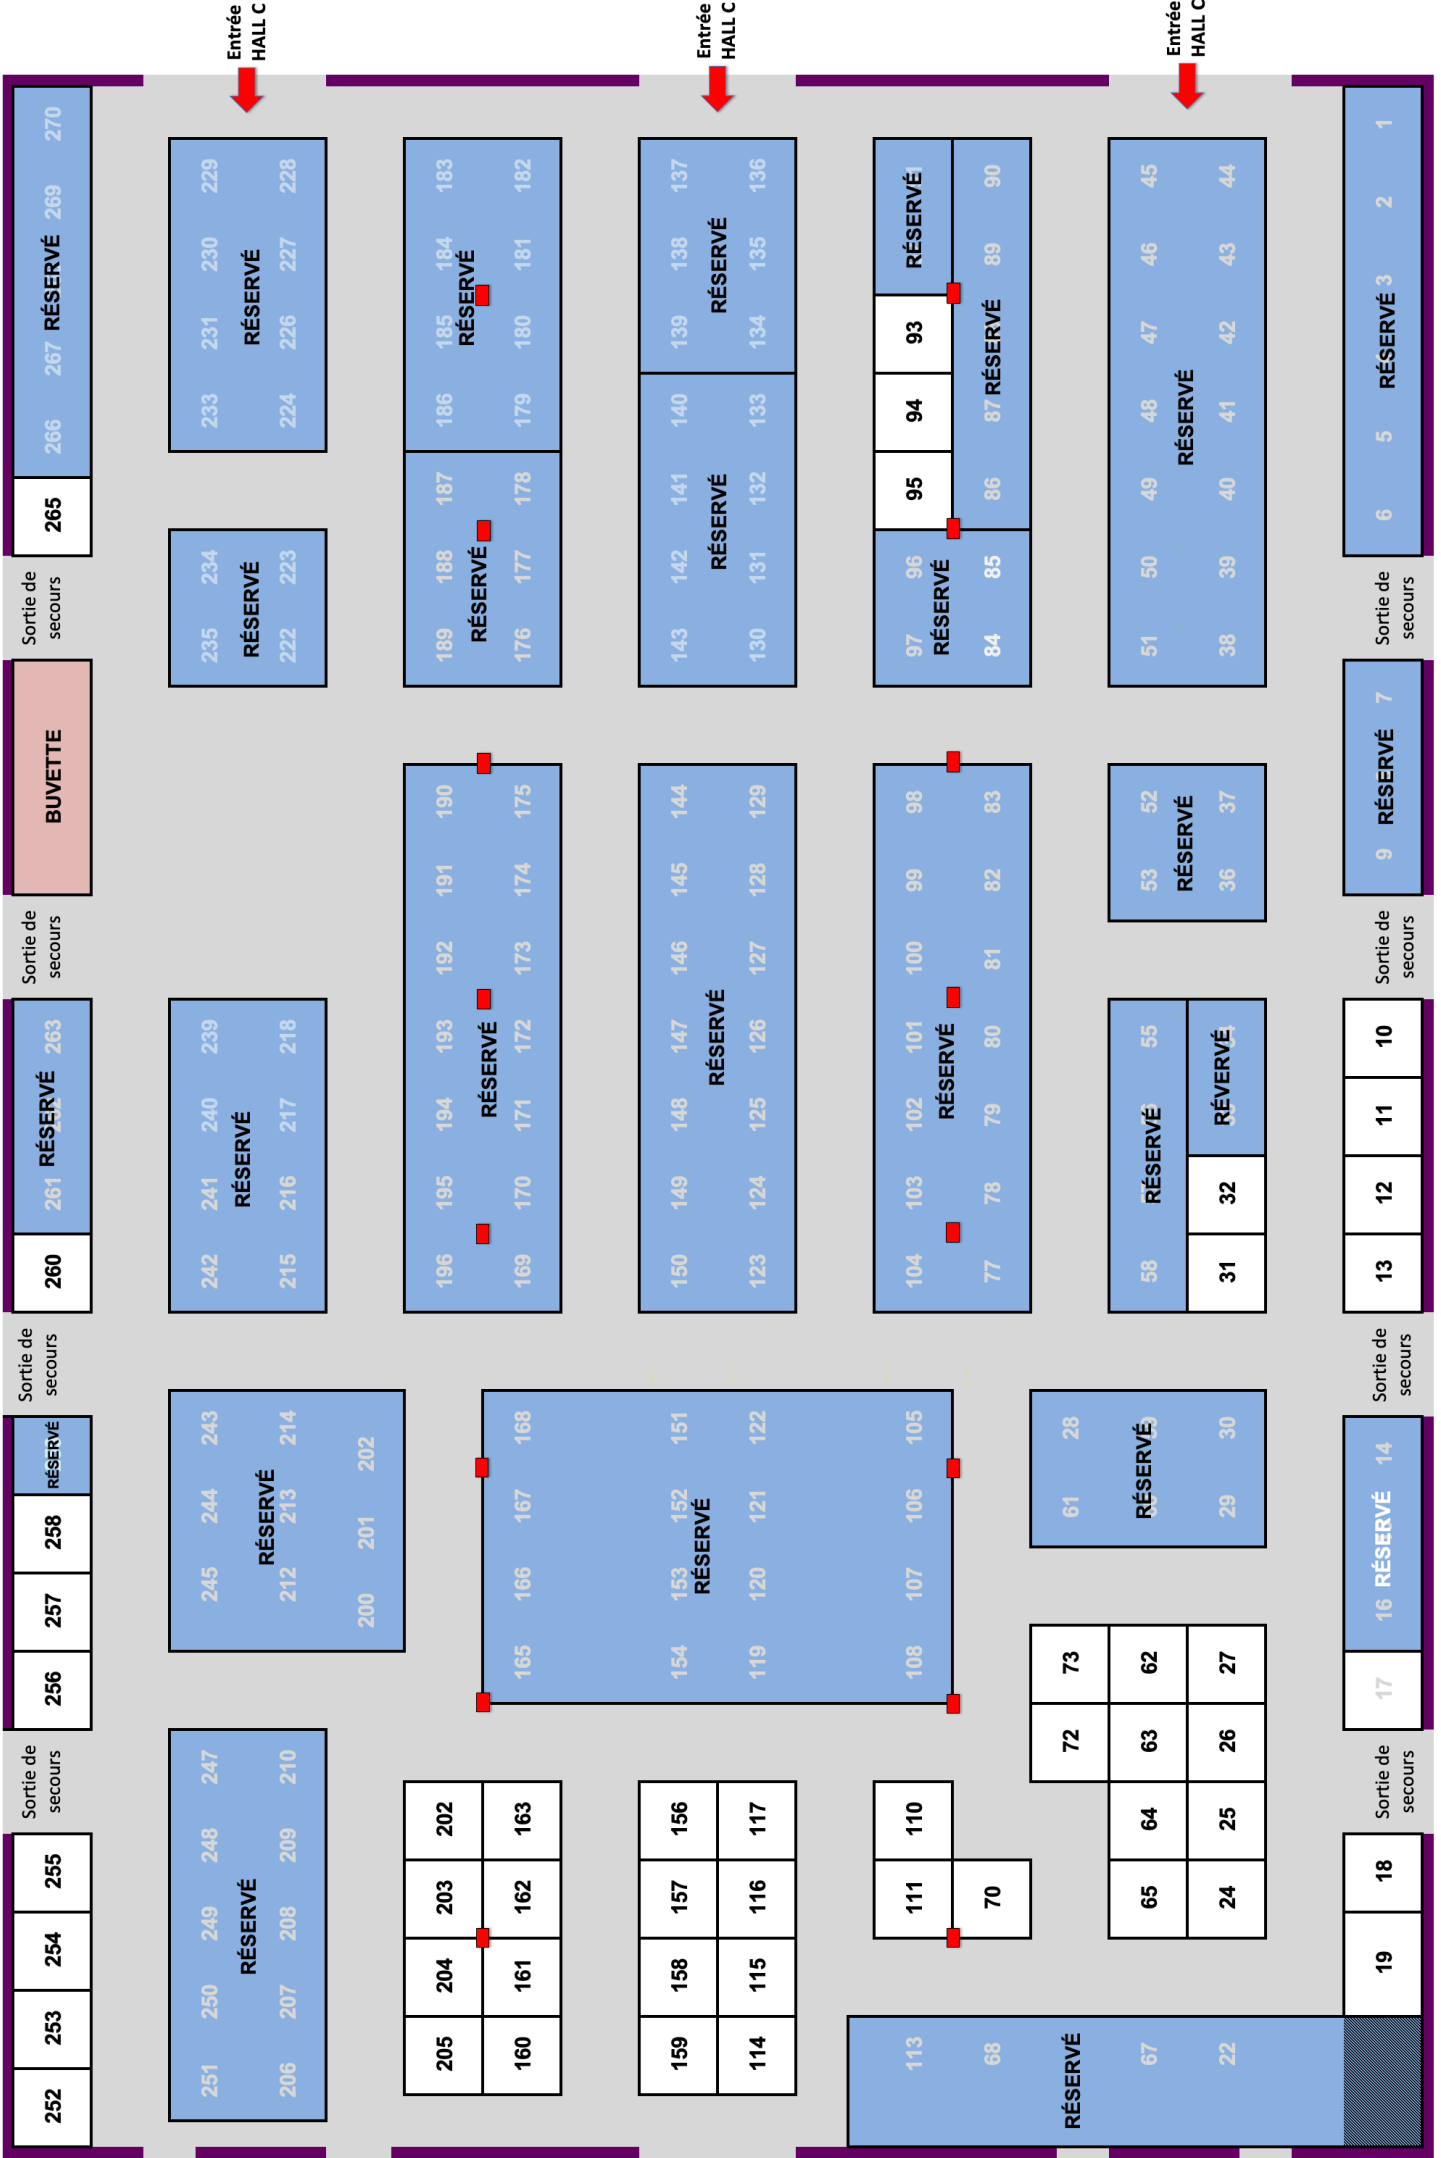 252
253
254
255
Sortie de
secours
256
257
258
RÉSERVÉ
Sortie de
secours
260
261
RÉSERVÉ
263
Sortie de
secours
BUVETTE
Sortie de
secours
265
266
267
RÉSERVÉ
269
270
251 250 249 248 247
RÉSERVÉ
206 207 208 209 210
245 244 243
RÉSERVÉ
212 213 214
200 201 202
242 241 240 239
RÉSERVÉ
215 216 217 218
235 234
RÉSERVÉ
222 223
233 231 230 229
RÉSERVÉ
224 226 227 228
Entrée
HALL C
205 204 203 202
160 161 162 163
196 195 194 193 192 191 190
RÉSERVÉ
169 170 171 172 173 174 175
189 188 187
RÉSERVÉ
176 177 178
186 185 184 183
RÉSERVÉ
179 180 181 182
159 158 157 156
114 115 116 117
165 166 167 168
154 153 152 151
RÉSERVÉ
119 120 121 122
108 107 106 105
150 149 148 147 146 145 144
RÉSERVÉ
123 124 125 126 127 128 129
143 142 141 140
RÉSERVÉ
130 131 132 133
139 138 137
RÉSERVÉ
134 135 136
Entrée
HALL C
111 110
70
104 103 102 101 100 99 98
RÉSERVÉ
77 78 79 80 81 82 83
97 96
RÉSERVÉ
84 85
95 94 93
RÉSERVÉ
86 87
RÉSERVÉ
89 90
113 68 67 22
RÉSERVÉ
72 73
65 64 63 62
24 25 26 27
61 28
RÉSERVÉ
29 30
58
RÉSERVÉ
55
31 32
RÉVERVÉ
53 52
RÉSERVÉ
36 37
51 50 49 48 47 46 45
RÉSERVÉ
38 39 40 41 42 43 44
Entrée
HALL C
19
18
Sortie de
secours
17
16
RÉSERVÉ
14
Sortie de
secours
13
12
11
10
Sortie de
secours
9
RÉSERVÉ
7
Sortie de
secours
6
5
RÉSERVÉ
3
2
1